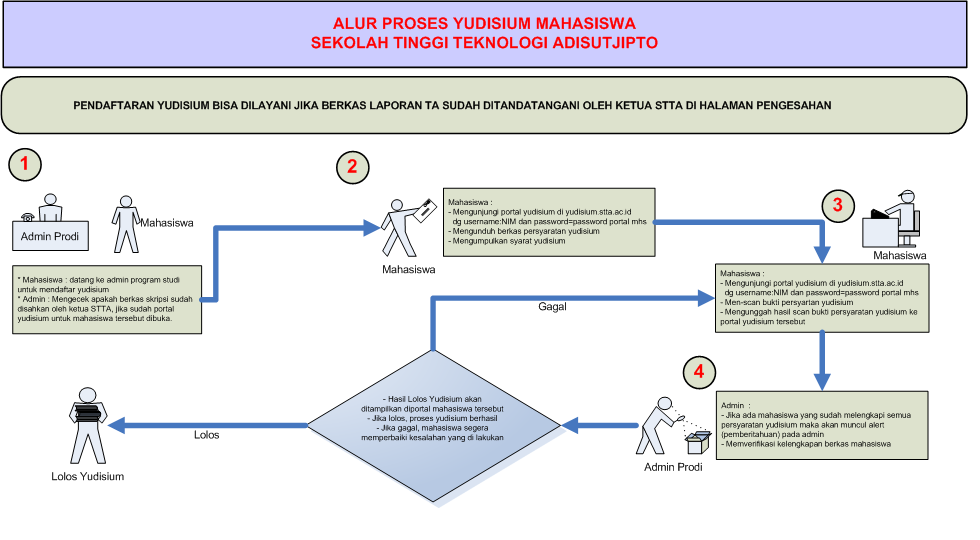 ALUR PROSES YUDISIUM MAHASISWA
SEKOLAH TINGGI TEKNOLOGI ADISUTJIPTO
PENDAFTARAN YUDISIUM BISA DILAYANI JIKA BERKAS LAPORAN TA SUDAH DITANDATANGANI OLEH KETUA STTA DI HALAMAN PENGESAHAN
1
Admin Prodi
Mahasiswa
* Mahasiswa : datang ke admin program studi
untuk mendaftar yudisium
* Admin : Mengecek apakah berkas skripsi sudah
disahkan oleh ketua STTA, jika sudah portal
yudisium untuk mahasiswa tersebut dibuka.
2
Mahasiswa
Mahasiswa :
- Mengunjungi portal yudisium di yudisium.stta.ac.id
dg username:NIM dan password=password portal mhs
- Mengunduh berkas persyaratan yudisium
- Mengumpulkan syarat yudisium
3
Mahasiswa
Mahasiswa :
- Mengunjungi portal yudisium di yudisium.stta.ac.id
dg username:NIM dan password=password portal mhs
- Men-scan bukti persyartan yudisium
- Mengunggah hasil scan bukti persyaratan yudisium ke
portal yudisium tersebut
Gagal
4
Admin Prodi
Admin :
- Jika ada mahasiswa yang sudah melengkapi semua
persyaratan yudisium maka akan muncul alert
(pemberitahuan) pada admin
- Memverifikasi kelengkapan berkas mahasiswa
- Hasil Lolos Yudisium akan
ditampilkan diportal mahasiswa tersebut
- Jika lolos, proses yudisium berhasil
- Jika gagal, mahasiswa segera
memperbaiki kesalahan yang di lakukan
Lolos
Lolos Yudisium